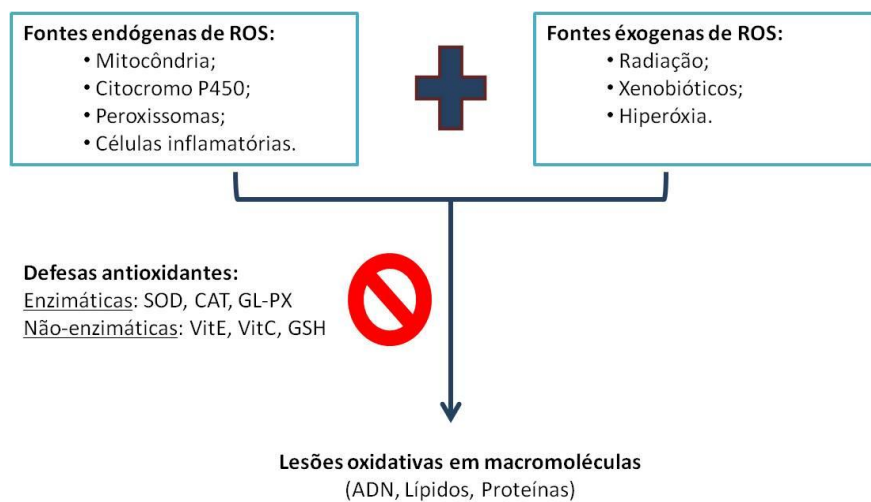 Fontes endógenas de ROS:
• Mitocôndria;
• Citocromo P450;
• Peroxissomas;
• Células inflamatórias.
Fontes éxogenas de ROS:
• Radiação;
• Xenobióticos;
• Hiperóxia.
Defesas antioxidantes:
Enzimáticas: SOD, CAT, GL-PX
Não-enzimáticas: VitE, VitC, GSH
Lesões oxidativas em macromoléculas
(ADN, Lípidos, Proteínas)